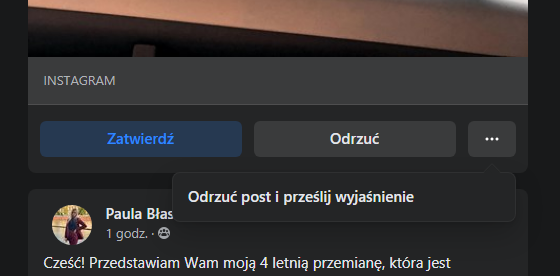 INSTAGRAM
Zatwierdź
Odrzuć
Odrzuć post i prześlij wyjaśnienie
Paula
1 godz. ·
Cześć! Przedstawiam Wam moją 4 letnią przemianę, która jest